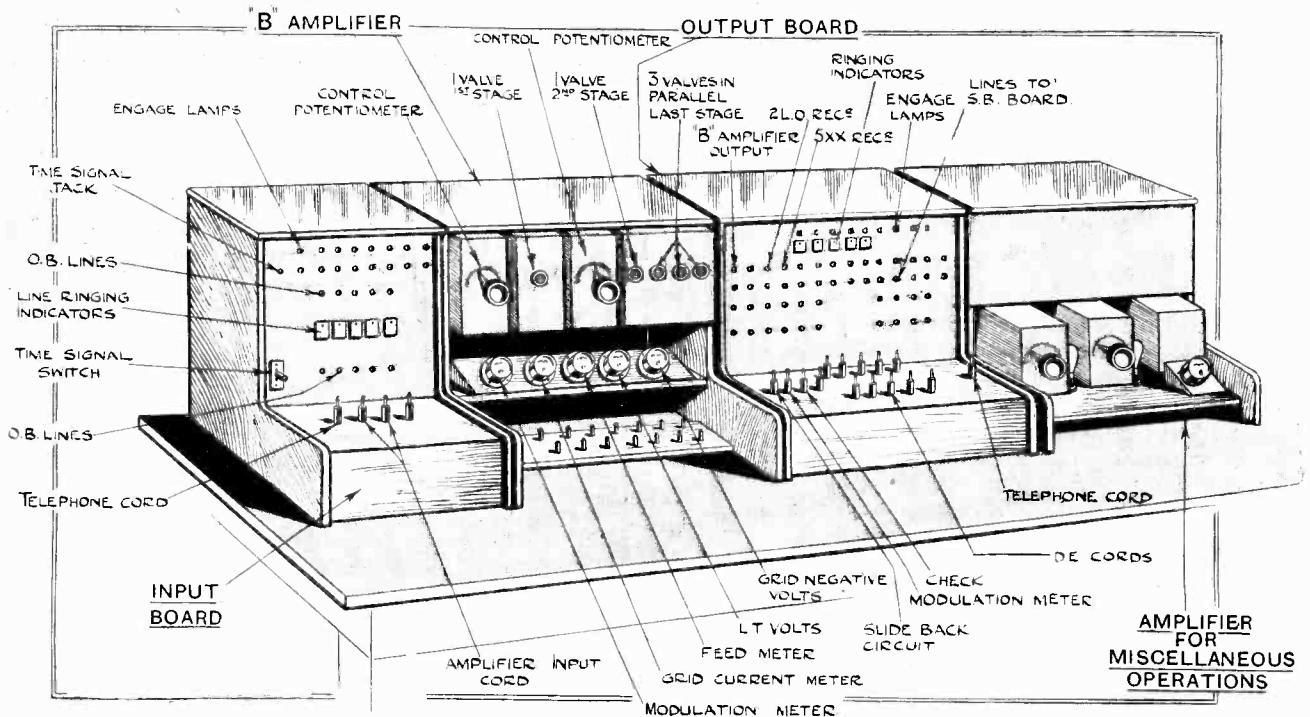 "B" AMPLIFIER
OUTPUT BOARD
CONTROL POTENTIOMETER
1 VALVE
1ST STAGE
1 VALVE
2ND STAGE
3 VALVES IN
PARALLEL
LAST STAGE
RINGING
INDICATORS
LINES TO
S.B. BOARD.
ENGAGE
LAMPS
ENGAGE LAMPS
CONTROL
POTENTIOMETER
2L.O RECS
"B" AMPLIFIER
OUTPUT
5XX RECS
TIME SIGNAL
JACK
O.B. LINES
LINE RINGING
INDICATORS
TIME SIGNAL
SWITCH
O.B. LINES
TELEPHONE CORD
INPUT
BOARD
AMPLIFIER INPUT
CORD
MODULATION METER
GRID CURRENT METER
FEED METER
L T VOLTS
GRID NEGATIVE
VOLTS
SLIDE BACK
CIRCUIT
CHECK
MODULATION METER
DE CORDS
TELEPHONE CORD
AMPLIFIER
FOR
MISCELLANEOUS
OPERATIONS